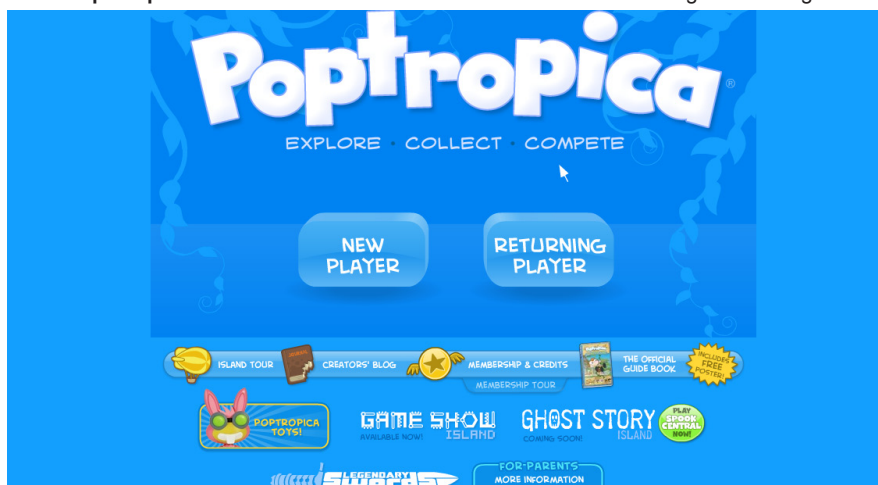 Poptropica®
EXPLORE · COLLECT · COMPETE
NEW
PLAYER
RETURNING
PLAYER
ISLAND TOUR
CREATORS' BLOG
MEMBERSHIP & CREDITS
THE OFFICIAL
GUIDE BOOK
INCLUDES
FREE
POSTER!
MEMBERSHIP TOUR
POPTROPICA
TOYS!
GAME SHOW
AVAILABLE NOW! ISLAND
GHOST STORY
COMING SOON! ISLAND
PLAY
SPOOK
CENTRAL
NOW!
LEGENDARY
SWORDS
FOR PARENTS
MORE INFORMATION